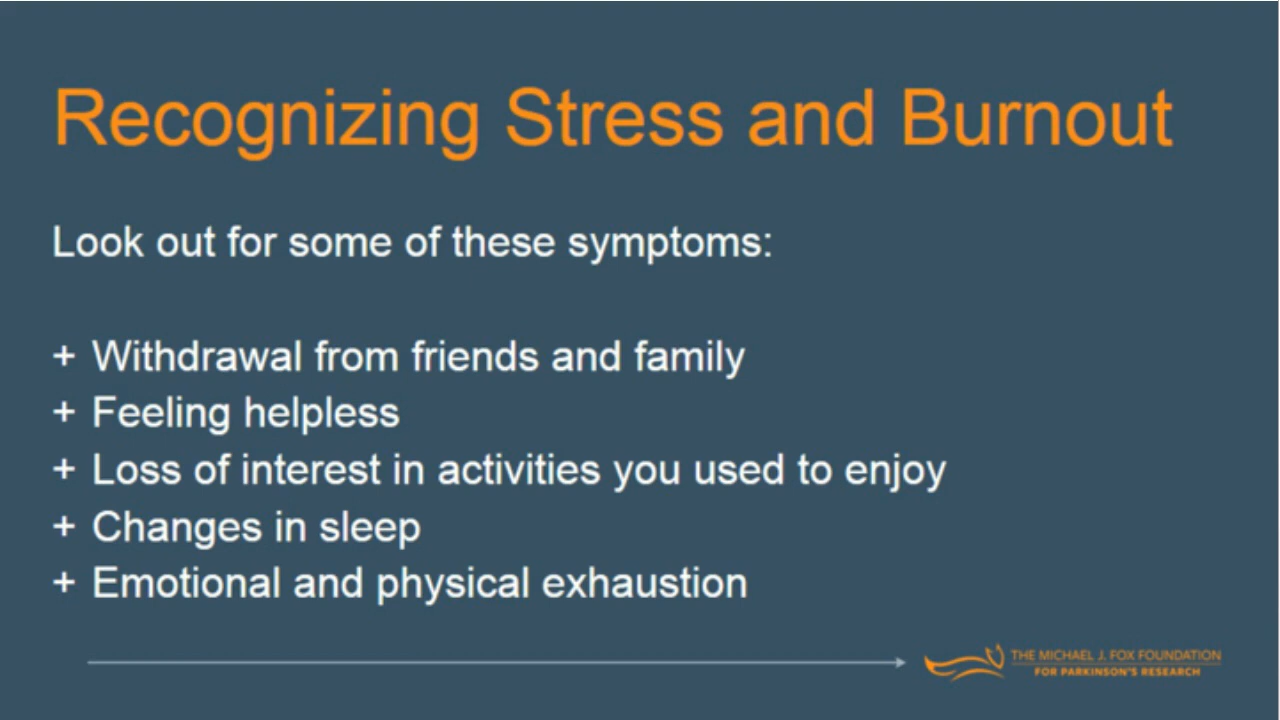 Recognizing Stress and Burnout
Look out for some of these symptoms:
+ Withdrawal from friends and family
+ Feeling helpless
+ Loss of interest in activities you used to enjoy
+ Changes in sleep
+ Emotional and physical exhaustion
THE MICHAEL J. FOX FOUNDATION
FOR PARKINSON'S RESEARCH